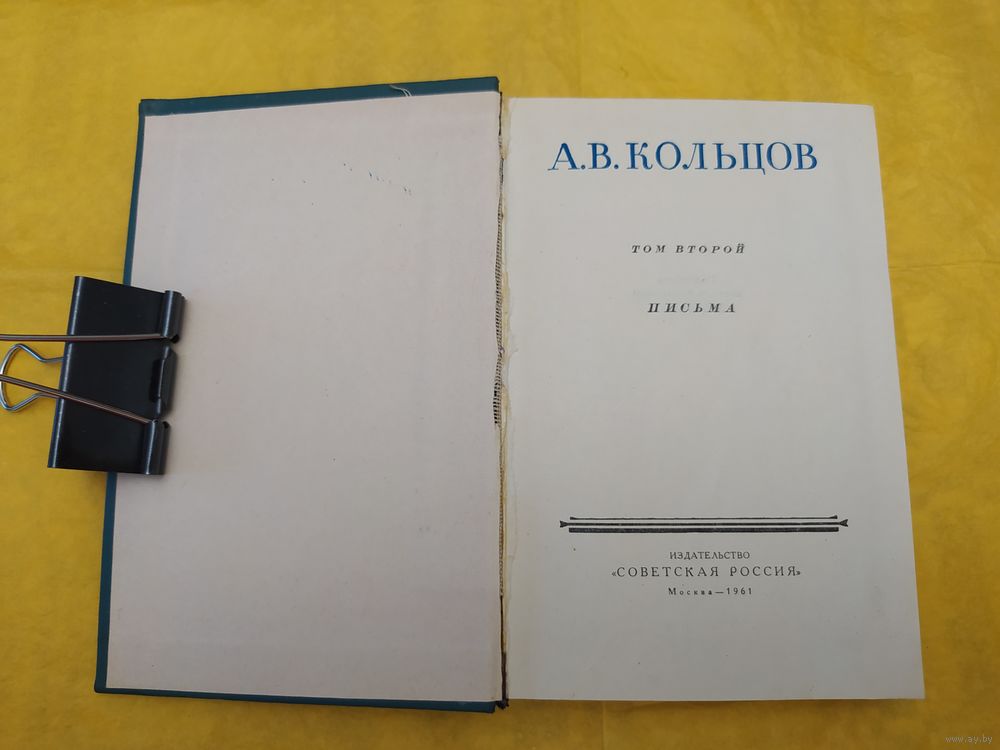 А.В.КОЛЬЦОВ
ТОМ ВТОРОЙ
ПИСЬМА
ИЗДАТЕЛЬСТВО
«СОВЕТСКАЯ РОССИЯ»
Москва—1961
www.ay.by